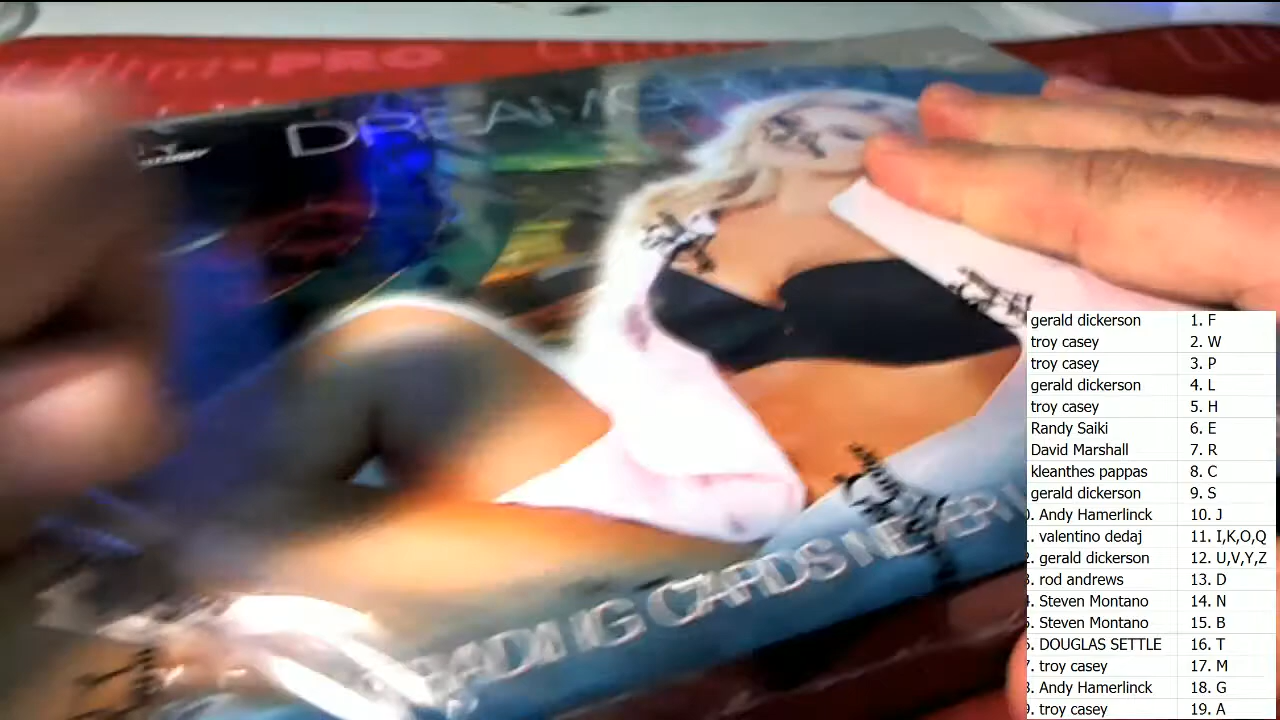 PRO
TRADING CARDS NEVER
gerald dickerson 1. F
troy casey 2. W
troy casey 3. P
gerald dickerson 4. L
troy casey 5. H
Randy Saiki 6. E
David Marshall 7. R
kleanthes pappas 8. C
gerald dickerson 9. S
Andy Hamerlinck 10. J
valentino dedaj 11. I,K,O,Q
gerald dickerson 12. U,V,Y,Z
rod andrews 13. D
Steven Montano 14. N
Steven Montano 15. B
DOUGLAS SETTLE 16. T
troy casey 17. M
Andy Hamerlinck 18. G
troy casey 19. A